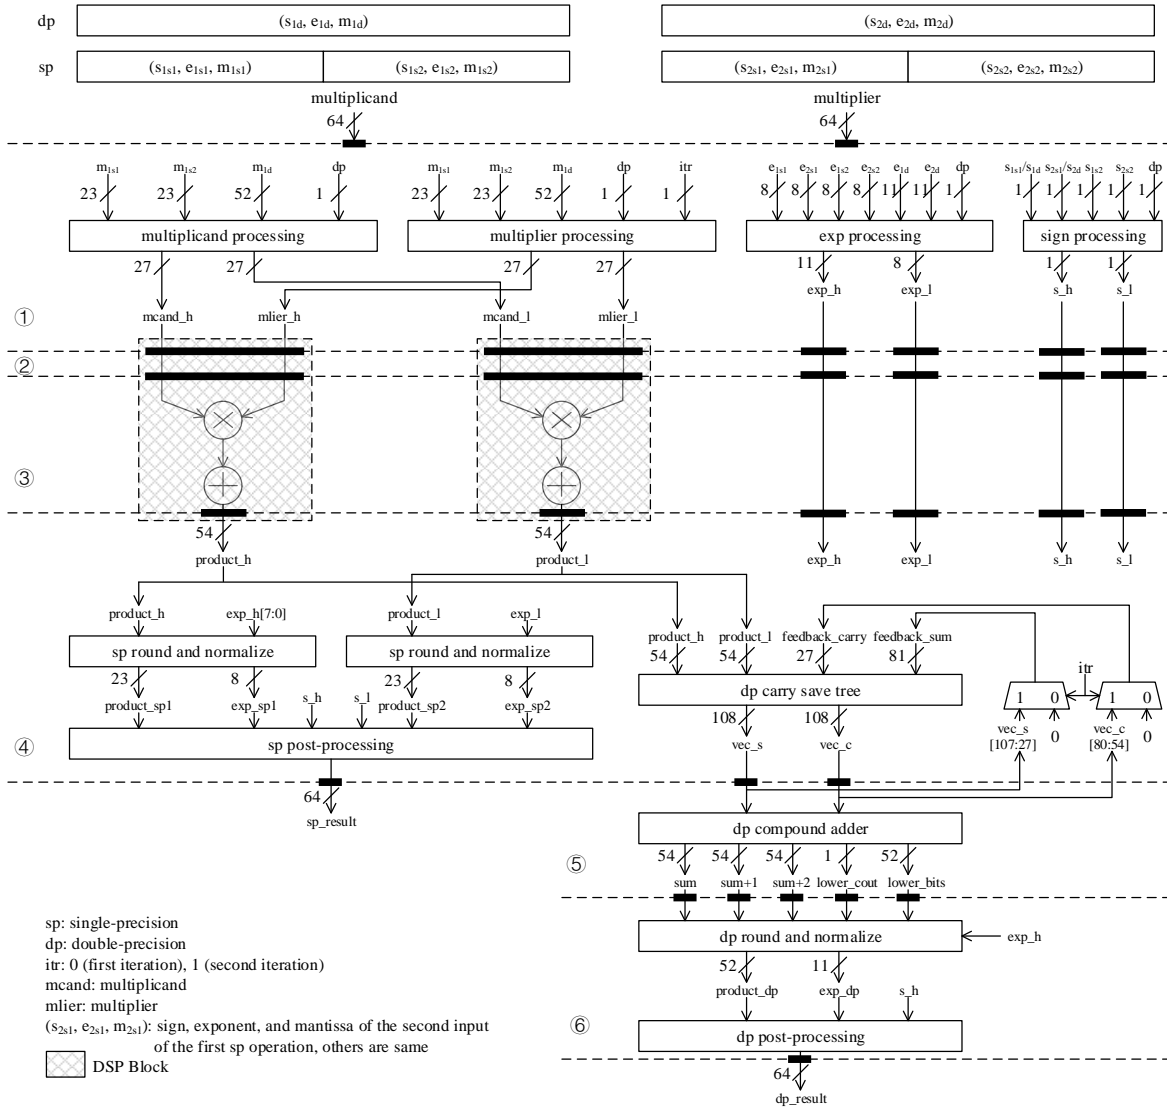 dp (s1d, e1d, m1d) (s2d, e2d, m2d)
sp (s1s1, e1s1, m1s1) (s1s2, e1s2, m1s2) (s2s1, e2s1, m2s1) (s2s2, e2s2, m2s2)
multiplicand multiplier
64 64
m1s1 m1s2 m1d dp m1s1 m1s2 m1d dp itr e1s1 e2s1 e1s2 e2s2 e1d e2d dp s1s1/s1d s2s1/s2d s1s2 s2s2 dp
23 23 52 1 23 23 52 1 1 8 8 8 8 11 11 1 1 1 1 1 1
multiplicand processing multiplier processing exp processing sign processing
27 27 27 27 11 8 1 1
exp_h exp_l s_h s_l
① mcand_h mlier_h mcand_l mlier_l
②
③
54 54
product_h product_l exp_h exp_l s_h s_l
product_h exp_h[7:0] product_l exp_l
product_h product_l feedback_carry feedback_sum
sp round and normalize sp round and normalize 54 54 27 81 itr
23 8 23 8 dp carry save tree 1 0 1 0
product_sp1 exp_sp1 s_h s_l product_sp2 exp_sp2 108 108
④ sp post-processing vec_s vec_c
vec_s
[107:27] 0 vec_c
[80:54] 0
64
sp_result
dp compound adder
⑤ 54 54 54 1 52
sum sum+1 sum+2 lower_cout lower_bits
dp round and normalize exp_h
52 11
product_dp exp_dp s_h
⑥ dp post-processing
64
dp_result
sp: single-precision
dp: double-precision
itr: 0 (first iteration), 1 (second iteration)
mcand: multiplicand
mlier: multiplier
(s2s1, e2s1, m2s1): sign, exponent, and mantissa of the second input
of the first sp operation, others are same
DSP Block